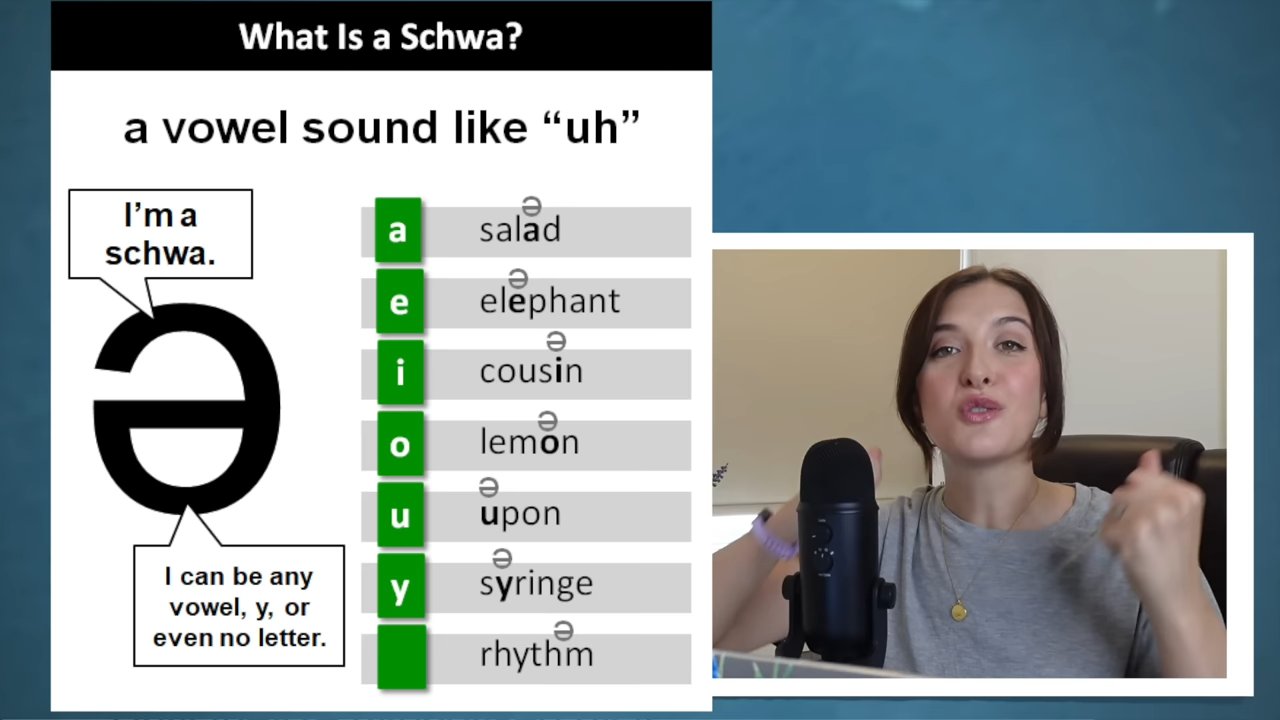 What Is a Schwa?
a vowel sound like “uh”
I’m a
schwa.
ə
I can be any
vowel, y, or
even no letter.
a
ə
salad
e
ə
elephant
i
ə
cousin
o
ə
lemon
u
ə
upon
y
ə
syringe
ə
rhythm